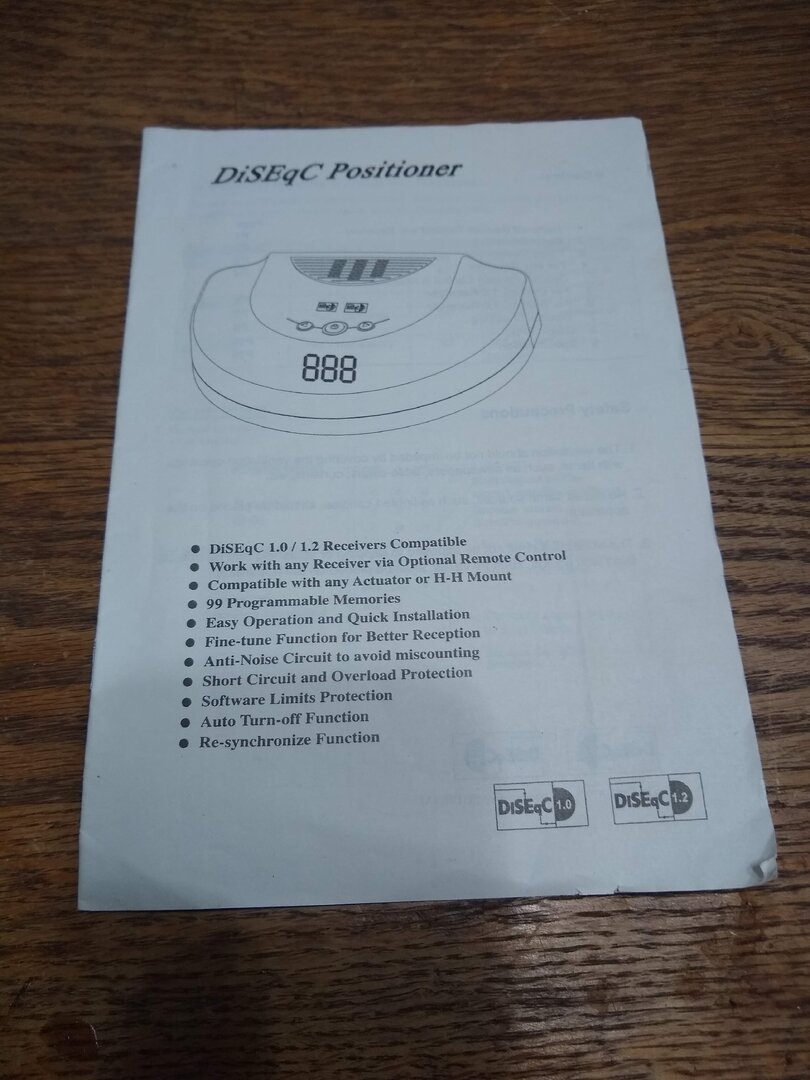 DiSEqC Positioner
888
● DiSEqC 1.0 / 1.2 Receivers Compatible
● Work with any Receiver via Optional Remote Control
● Compatible with any Actuator or H-H Mount
● 99 Programmable Memories
● Easy Operation and Quick Installation
● Fine-tune Function for Better Reception
● Anti-Noise Circuit to avoid miscounting
● Short Circuit and Overload Protection
● Software Limits Protection
● Auto Turn-off Function
● Re-synchronize Function
DiSEqC 1.0 DiSEqC 1.2